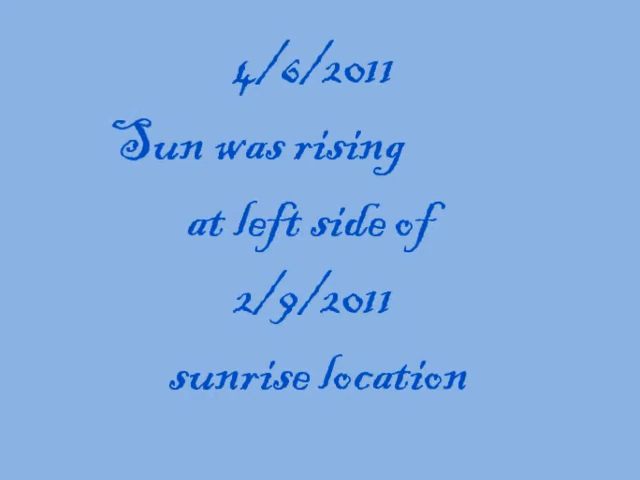 4/6/2011
Sun was rising
at left side of
2/9/2011
sunrise location